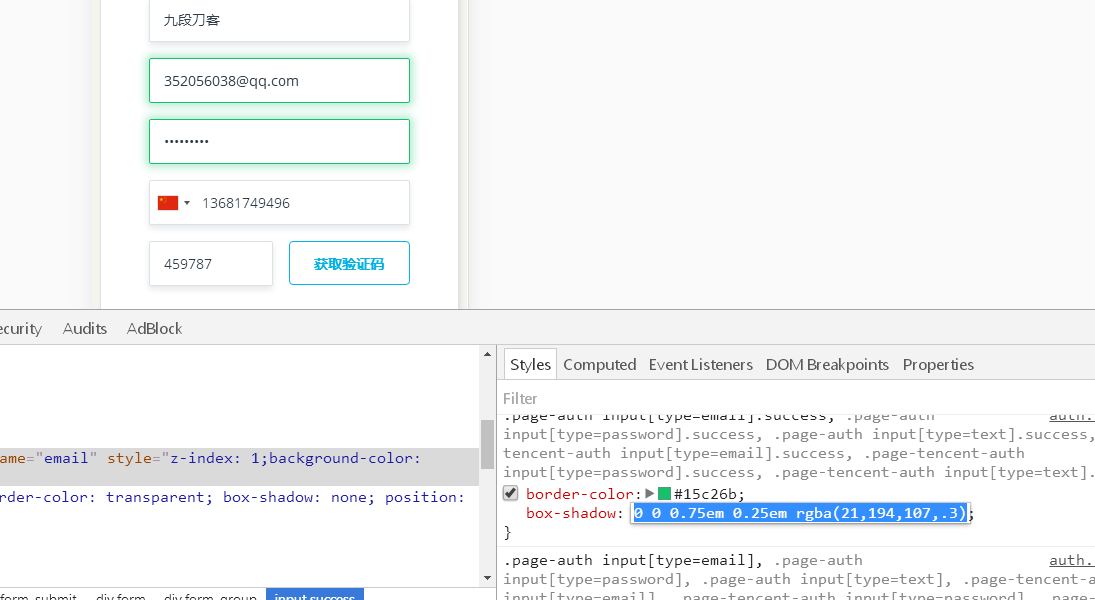 九段刀客
352056038@qq.com
•••••••••
13681749496
459787 获取验证码
ecurity Audits AdBlock
Styles Computed Event Listeners DOM Breakpoints Properties
Filter
.page-auth input[type=email].success, .page-auth auth.
input[type=password].success, .page-auth input[type=text].success,
tencent-auth input[type=email].success, .page-tencent-auth
input[type=password].success, .page-tencent-auth input[type=text].
border-color: #15c26b;
box-shadow: 0 0 0.75em 0.25em rgba(21,194,107,.3);
}
.page-auth input[type=email], .page-auth auth.
input[type=password], .page-auth input[type=text], .page-tencent-a
input[type=email], .page-tencent-auth input[type=password], .page-
ame="email" style="z-index: 1;background-color:
rder-color: transparent; box-shadow: none; position:
form-submit div.form div.form-group input.success